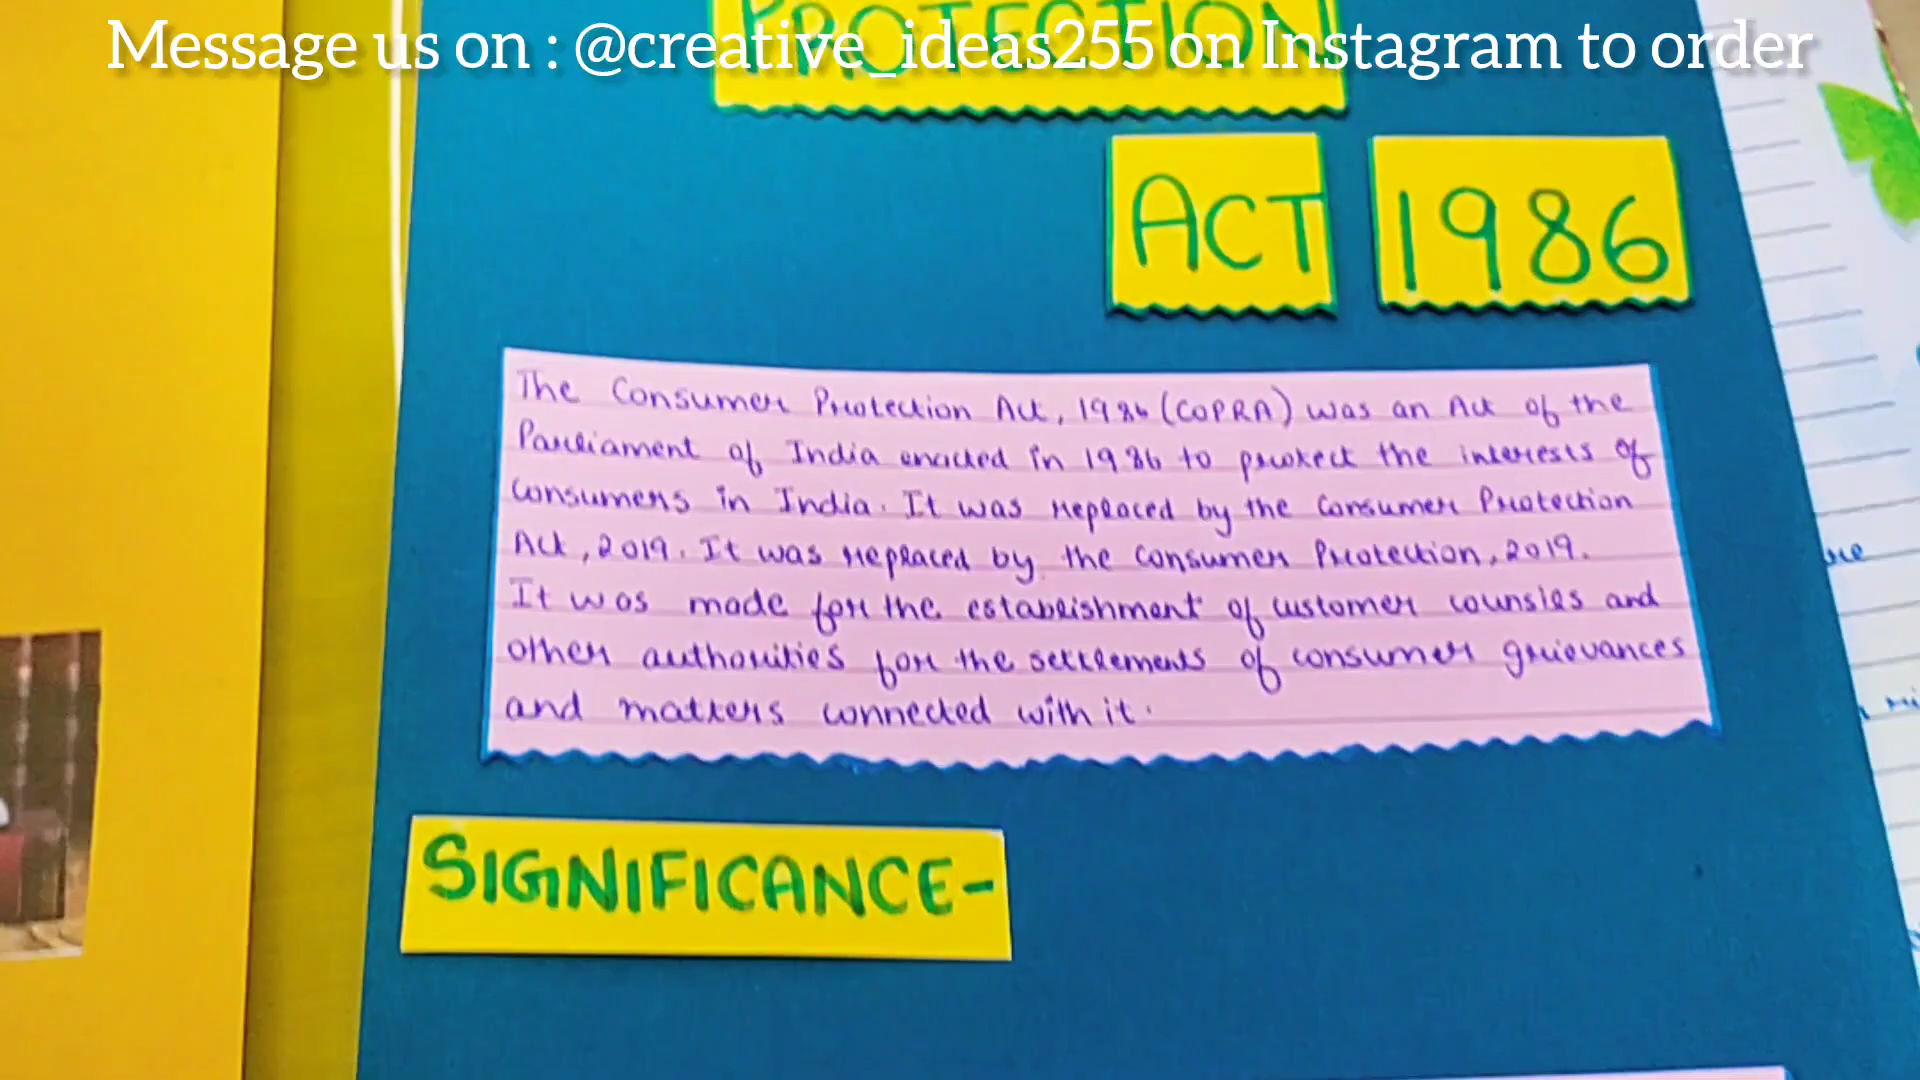 Message us on : @creative_ideas255 on Instagram to order
PROTECTION
ACT 1986
The Consumer Protection Act, 1986 (COPRA) was an Act of the
Parliament of India enacted in 1986 to protect the interests of
consumers in India. It was replaced by the Consumer Protection
Act, 2019. It was replaced by the Consumer Protection, 2019.
It was made for the establishment of customer counsles and
other authorities for the settlements of consumer grievances
and matters connected with it.
SIGNIFICANCE-